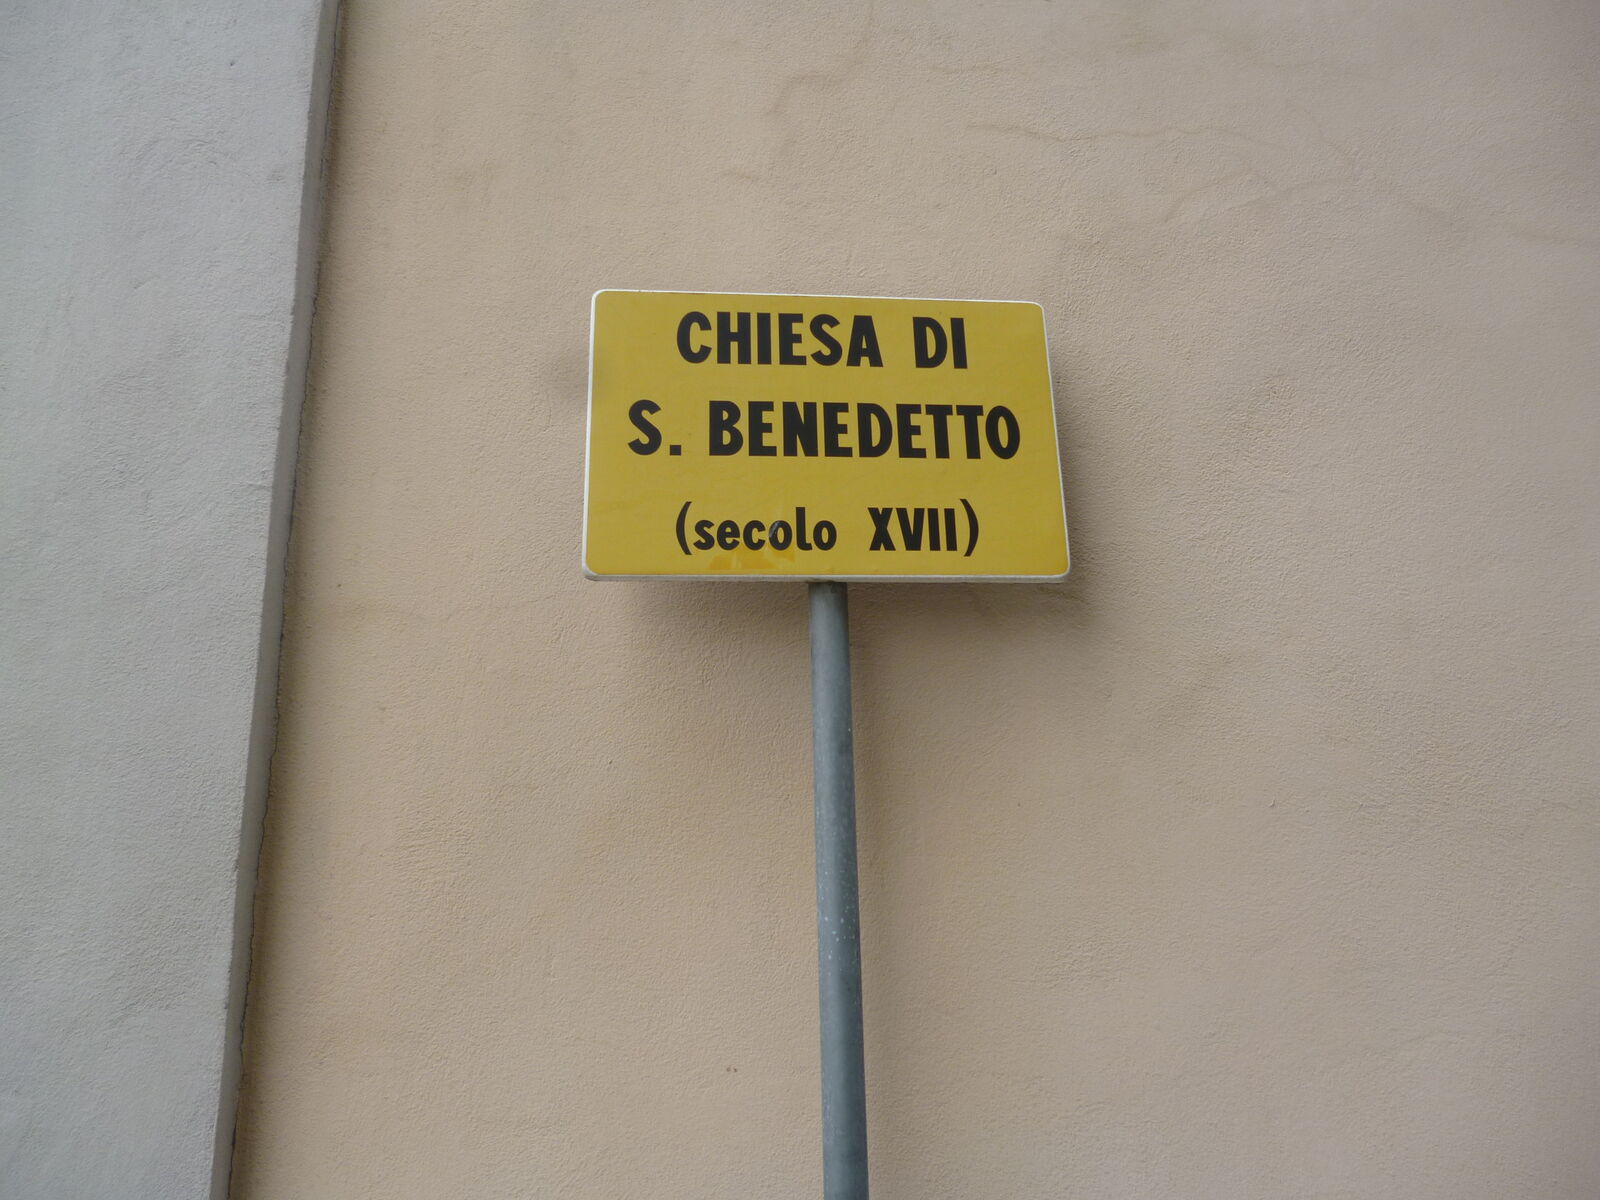 CHIESA DI
S. BENEDETTO
(secolo XVII)